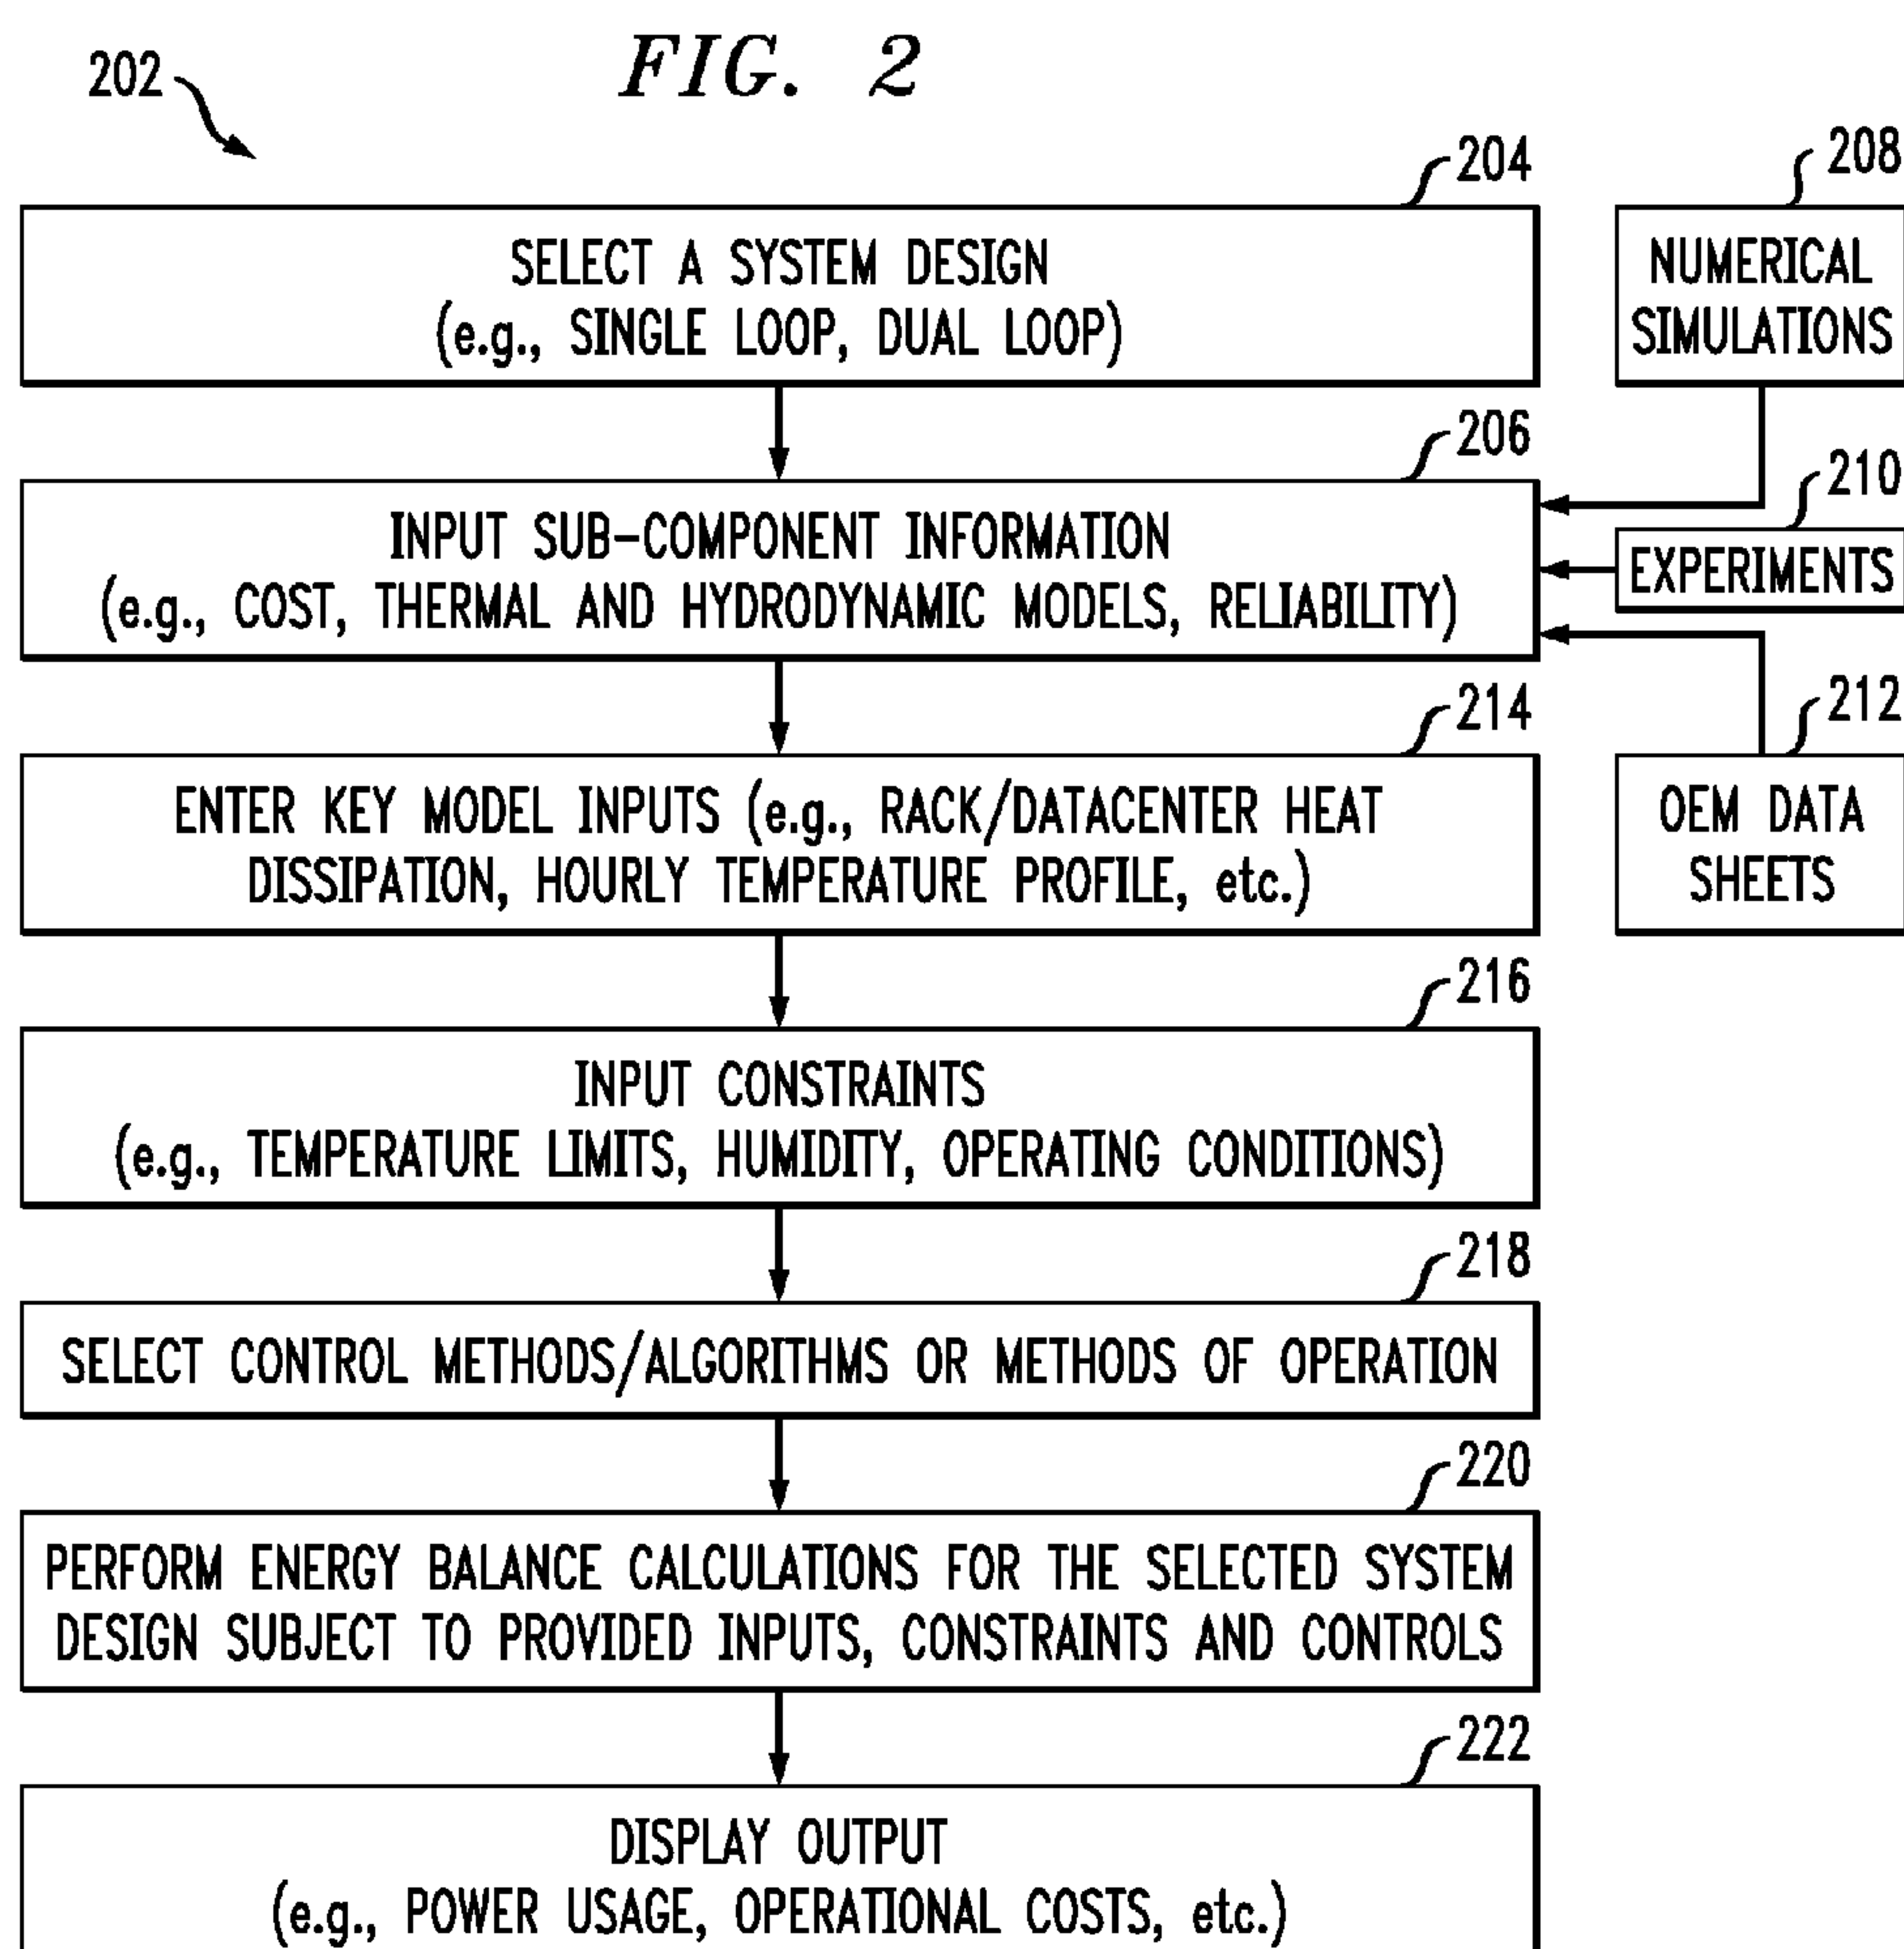 FIG. 2
202
204
SELECT A SYSTEM DESIGN
(e.g., SINGLE LOOP, DUAL LOOP)
208
NUMERICAL
SIMULATIONS
206
INPUT SUB-COMPONENT INFORMATION
(e.g., COST, THERMAL AND HYDRODYNAMIC MODELS, RELIABILITY)
210
EXPERIMENTS
212
OEM DATA
SHEETS
214
ENTER KEY MODEL INPUTS (e.g., RACK/DATACENTER HEAT
DISSIPATION, HOURLY TEMPERATURE PROFILE, etc.)
216
INPUT CONSTRAINTS
(e.g., TEMPERATURE LIMITS, HUMIDITY, OPERATING CONDITIONS)
218
SELECT CONTROL METHODS/ALGORITHMS OR METHODS OF OPERATION
220
PERFORM ENERGY BALANCE CALCULATIONS FOR THE SELECTED SYSTEM
DESIGN SUBJECT TO PROVIDED INPUTS, CONSTRAINTS AND CONTROLS
222
DISPLAY OUTPUT
(e.g., POWER USAGE, OPERATIONAL COSTS, etc.)